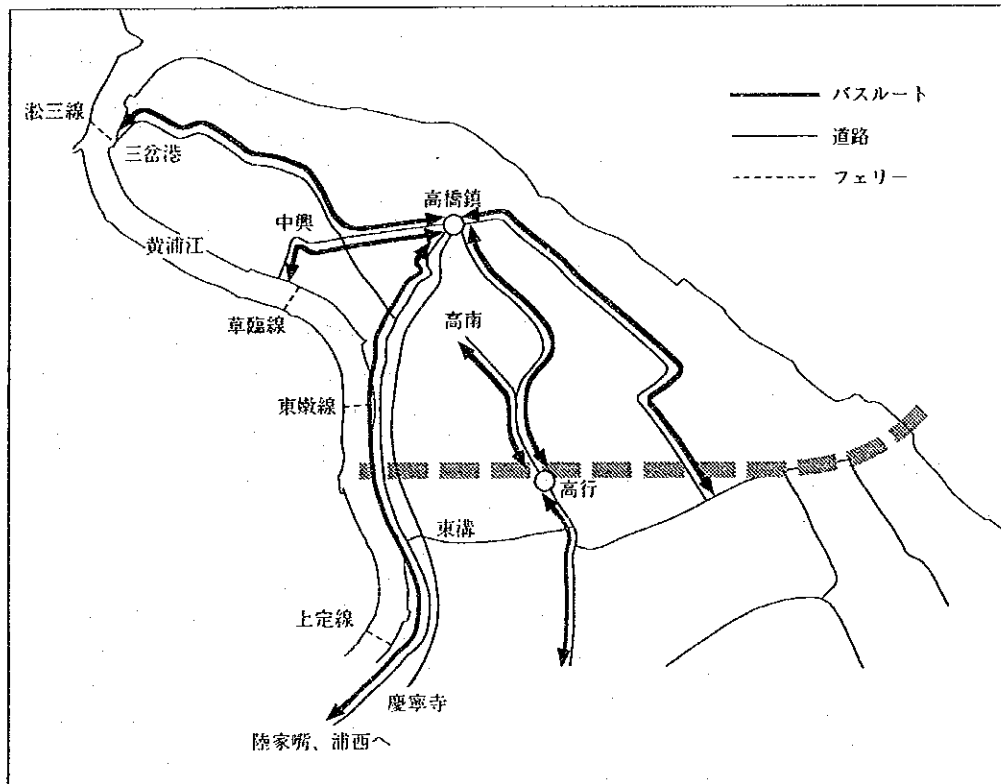 淞三線
三岔港
バスルート
道路
フェリー
高橋鎮
中興
黄浦江
草臨線
高南
東嫩線
高行
東溝
上定線
慶寧寺
陸家嘴、浦西へ